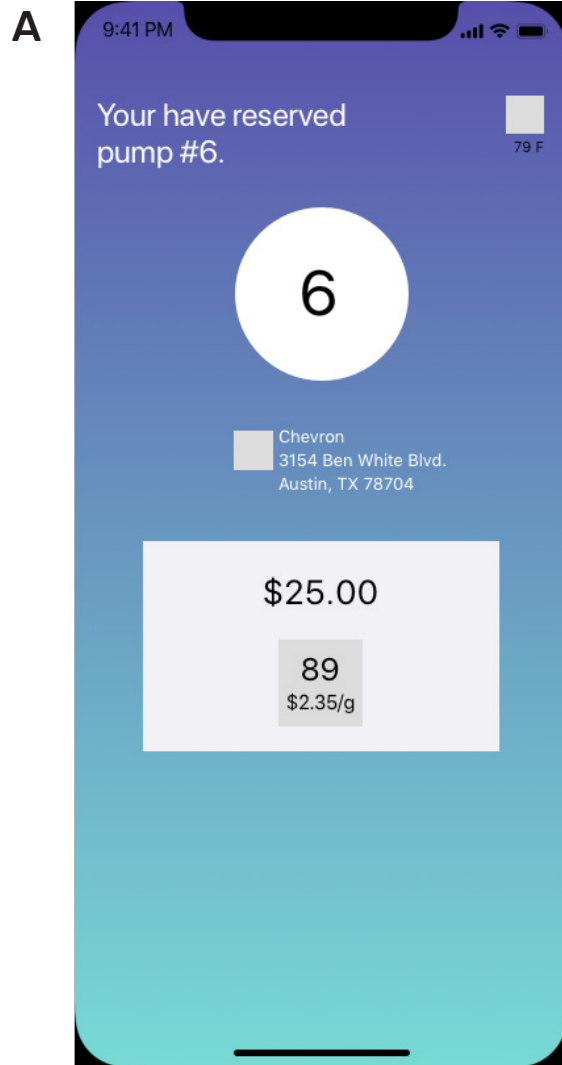 A
9:41 PM
Your have reserved
pump #6.
79 F
6
Chevron
3154 Ben White Blvd.
Austin, TX 78704
$25.00
89
$2.35/g